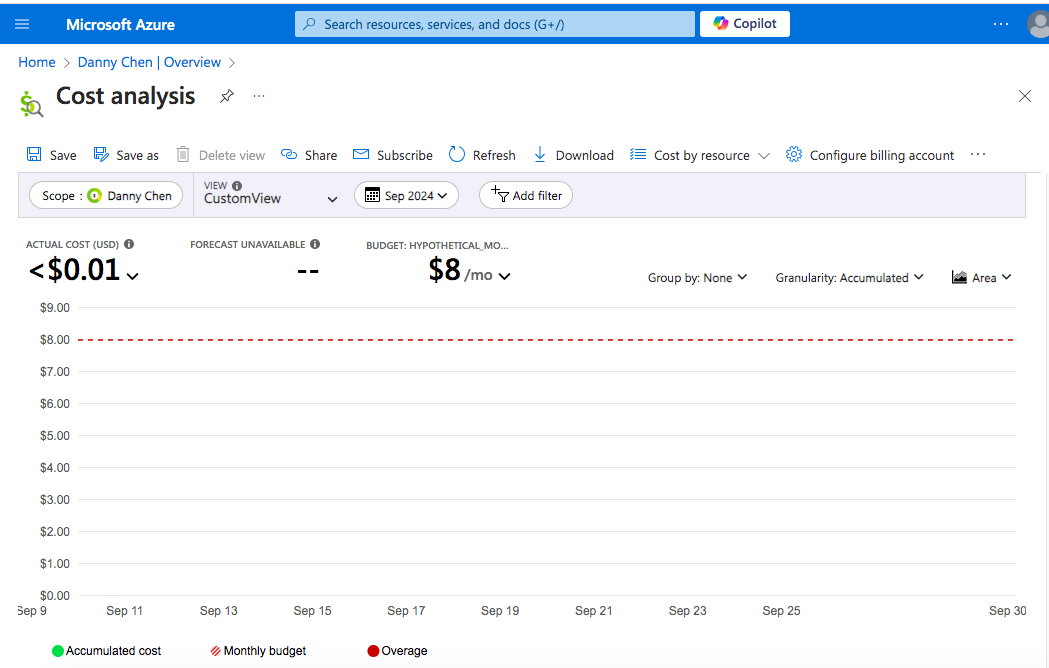 Microsoft Azure
Search resources, services, and docs (G+/)
Copilot
...
Home > Danny Chen | Overview >
Cost analysis
...
Save
Save as
Delete view
Share
Subscribe
Refresh
Download
Cost by resource
Configure billing account
...
Scope : Danny Chen
VIEW
CustomView
Sep 2024
Add filter
ACTUAL COST (USD)
<$0.01
FORECAST UNAVAILABLE
--
BUDGET: HYPOTHETICAL_MO...
$8 /mo
Group by: None
Granularity: Accumulated
Area
$9.00
$8.00
$7.00
$6.00
$5.00
$4.00
$3.00
$2.00
$1.00
$0.00
Sep 9 Sep 11 Sep 13 Sep 15 Sep 17 Sep 19 Sep 21 Sep 23 Sep 25 Sep 30
Accumulated cost
Monthly budget
Overage